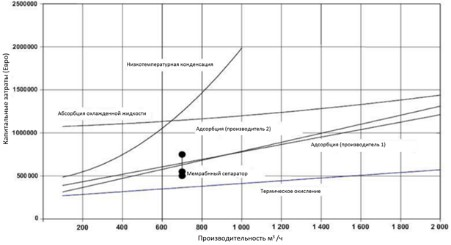 2500000
2000000
1500000
1000000
500000
0
Капитальные затраты (Евро)
Низкотемпературная конденсация
Абсорбция охлажденной жидкости
Адсорбция (производитель 2)
Адсорбция (производитель 1)
Мембранный сепаратор
Термическое окисление
200 400 600 800 1 000 1 200 1 400 1 600 1 800 2 000
Производительность м³/ч